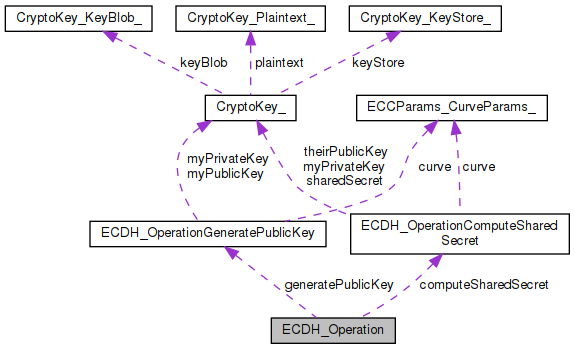 CryptoKey_KeyBlob_
CryptoKey_Plaintext_
CryptoKey_KeyStore_
keyBlob
plaintext
keyStore
CryptoKey_
ECCParams_CurveParams_
myPrivateKey
myPublicKey
theirPublicKey
myPrivateKey
sharedSecret
curve
curve
ECDH_OperationGeneratePublicKey
ECDH_OperationComputeShared
Secret
generatePublicKey
computeSharedSecret
ECDH_Operation